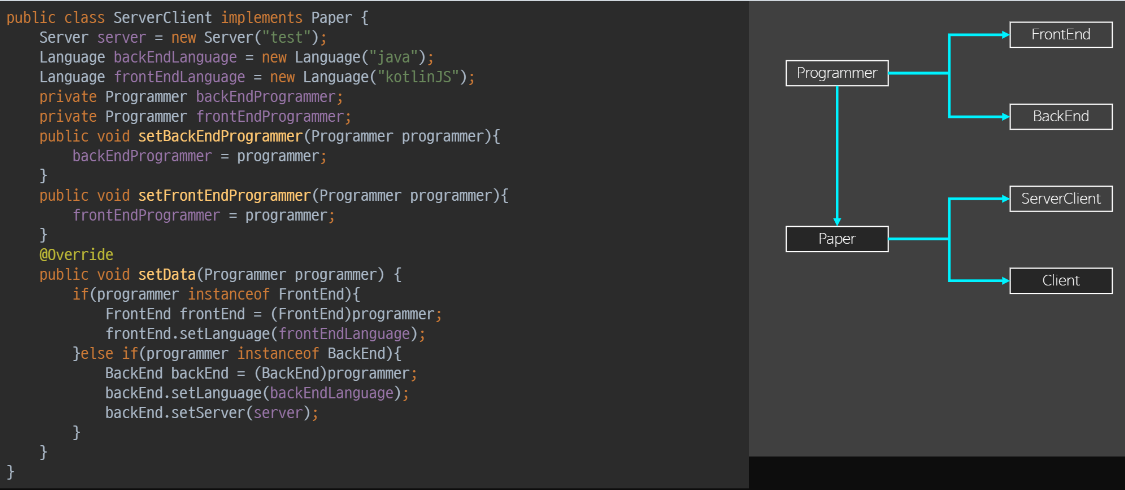 public class ServerClient implements Paper {
Server server = new Server("test");
Language backEndLanguage = new Language("java");
Language frontEndLanguage = new Language("kotlinJS");
private Programmer backEndProgrammer;
private Programmer frontEndProgrammer;
public void setBackEndProgrammer(Programmer programmer){
backEndProgrammer = programmer;
}
public void setFrontEndProgrammer(Programmer programmer){
frontEndProgrammer = programmer;
}
@Override
public void setData(Programmer programmer) {
if(programmer instanceof FrontEnd){
FrontEnd frontEnd = (FrontEnd)programmer;
frontEnd.setLanguage(frontEndLanguage);
}else if(programmer instanceof BackEnd){
BackEnd backEnd = (BackEnd)programmer;
backEnd.setLanguage(backEndLanguage);
backEnd.setServer(server);
}
}
}
FrontEnd
Programmer
BackEnd
ServerClient
Paper
Client